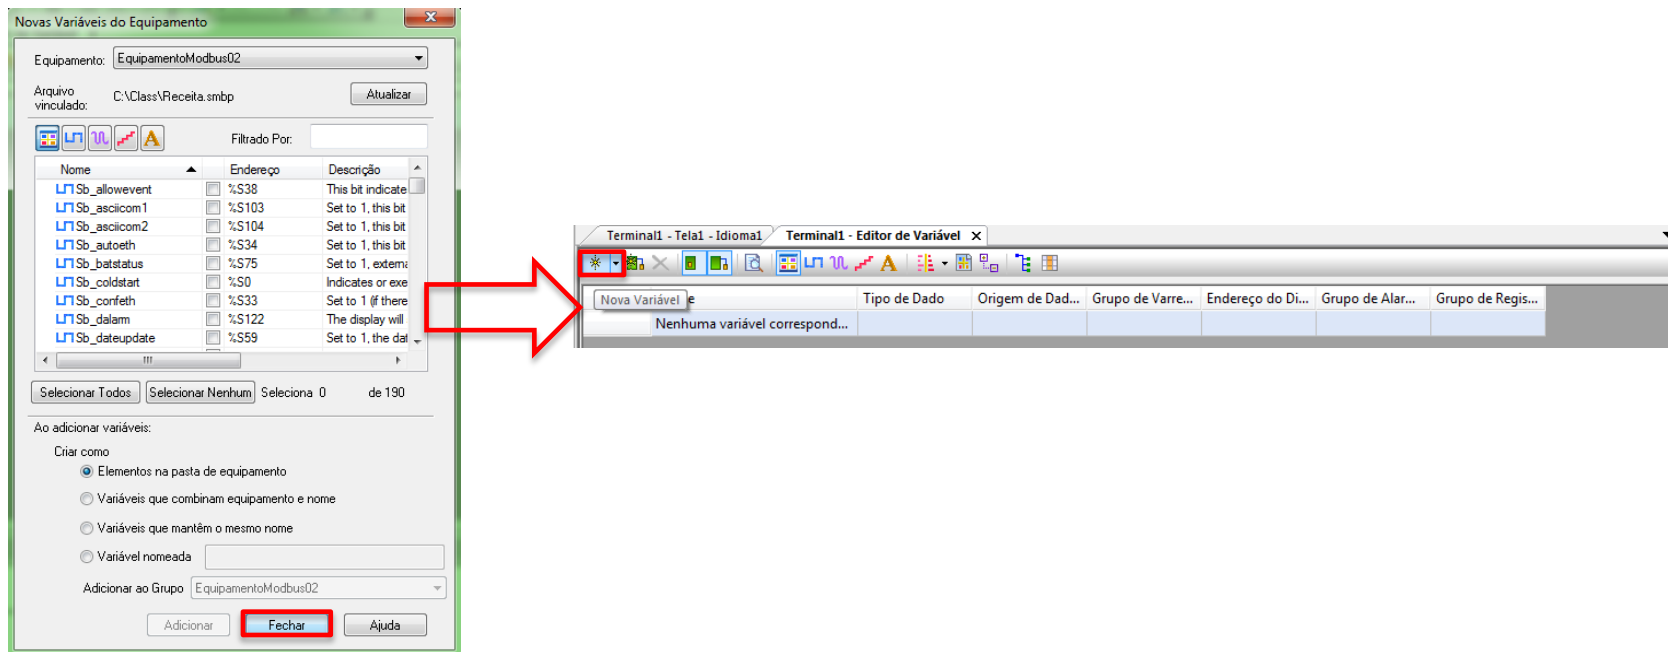 Novas Variáveis do Equipamento
Equipamento: EquipamentoModbus02
Arquivo vinculado: C:\Class\Receita.smbp Atualizar
A Filtrado Por:
Nome Endereço Descrição
Sb_allowevent %S38 This bit indicate
Sb_asciicom1 %S103 Set to 1, this bit
Sb_asciicom2 %S104 Set to 1, this bit
Sb_autoeth %S34 Set to 1, this bit
Sb_batstatus %S75 Set to 1, externa
Sb_coldstart %S0 Indicates or exe
Sb_confeth %S33 Set to 1 (if there
Sb_dalarm %S122 The display will
Sb_dateupdate %S59 Set to 1, the dat
Selecionar Todos Selecionar Nenhum Seleciona 0 de 190
Ao adicionar variáveis:
Criar como
Elementos na pasta de equipamento
Variáveis que combinam equipamento e nome
Variáveis que mantêm o mesmo nome
Variável nomeada
Adicionar ao Grupo EquipamentoModbus02
Adicionar Fechar Ajuda
Terminal1 - Tela1 - Idioma1 Terminal1 - Editor de Variável X
A
Nova Variável e Tipo de Dado Origem de Dad... Grupo de Varre... Endereço do Di... Grupo de Alar... Grupo de Regis...
Nenhuma variável correspond...